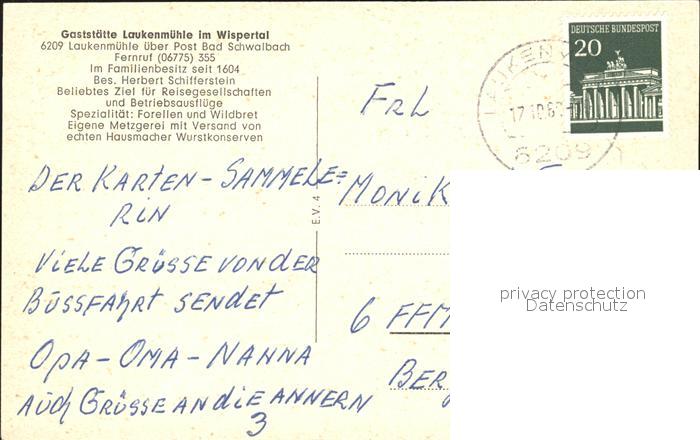 Gaststätte Laukenmühle im Wispertal
6209 Laukenmühle über Post Bad Schwalbach
Fernruf (06775) 355
Im Familienbesitz seit 1604
Bes. Herbert Schifferstein
Beliebtes Ziel für Reisegesellschaften
und Betriebsausflüge
Spezialität: Forellen und Wildbret
Eigene Metzgerei mit Versand von
echten Hausmacher Wurstkonserven
DER KARTEN-SAMMELE=
RIN
VIELE GRÜSSE VON DER
BUSSFAHRT SENDET
OPA-OMA-NANNA
AUCH GRÜSSE AN DIE ANNERN
3
E.V. 4
DEUTSCHE BUNDESPOST
20
6209
FRL
MONIK
6 FFM
BER
privacy protection
Datenschutz